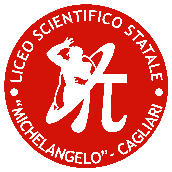 • LICEO SCIENTIFICO STATALE •
"MICHELANGELO" - CAGLIARI
π